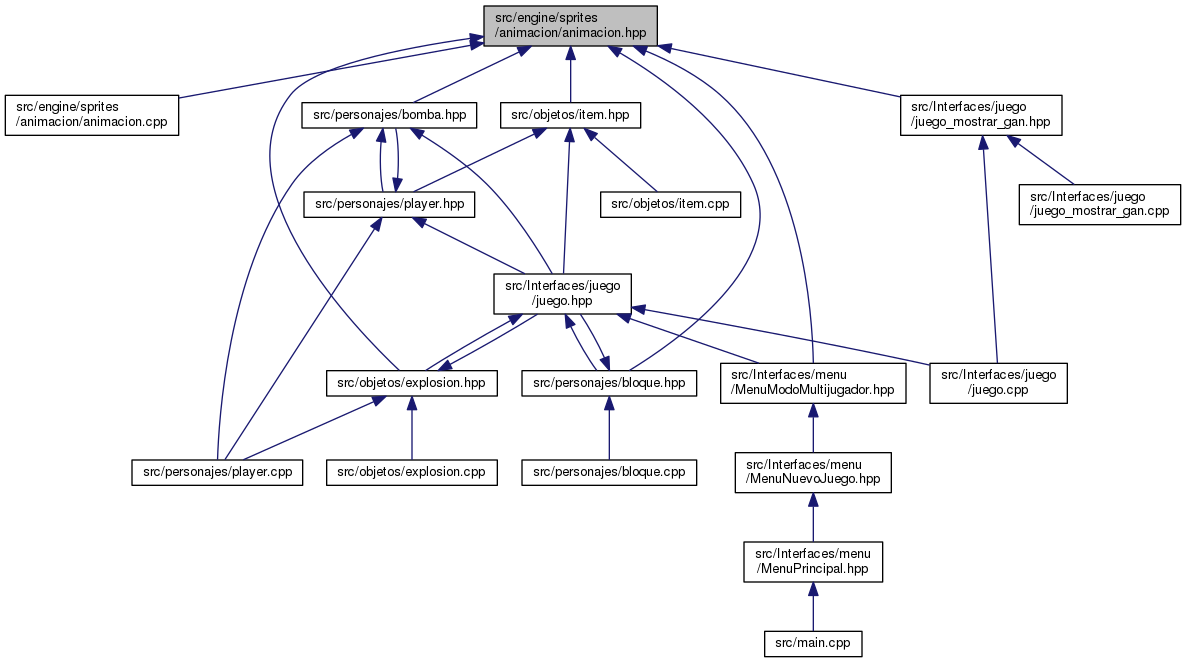 src/engine/sprites
/animacion/animacion.hpp
src/engine/sprites
/animacion/animacion.cpp
src/personajes/bomba.hpp
src/objetos/item.hpp
src/Interfaces/juego
/juego_mostrar_gan.hpp
src/personajes/player.hpp
src/objetos/item.cpp
src/Interfaces/juego
/juego_mostrar_gan.cpp
src/Interfaces/juego
/juego.hpp
src/objetos/explosion.hpp
src/personajes/bloque.hpp
src/Interfaces/menu
/MenuModoMultijugador.hpp
src/Interfaces/juego
/juego.cpp
src/personajes/player.cpp
src/objetos/explosion.cpp
src/personajes/bloque.cpp
src/Interfaces/menu
/MenuNuevoJuego.hpp
src/Interfaces/menu
/MenuPrincipal.hpp
src/main.cpp